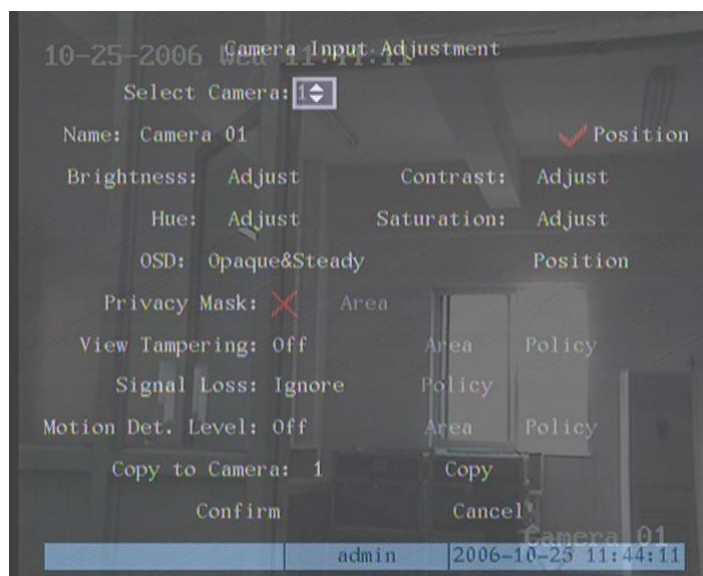 Camera Input Adjustment
10-25-2006 Wed 11:44:11
Select Camera: 1
Name: Camera 01 Position
Brightness: Adjust Contrast: Adjust
Hue: Adjust Saturation: Adjust
OSD: Opaque&Steady Position
Privacy Mask: Area
View Tampering: Off Area Policy
Signal Loss: Ignore Policy
Motion Det. Level: Off Area Policy
Copy to Camera: 1 Copy
Confirm Cancel
Camera 01
admin 2006-10-25 11:44:11